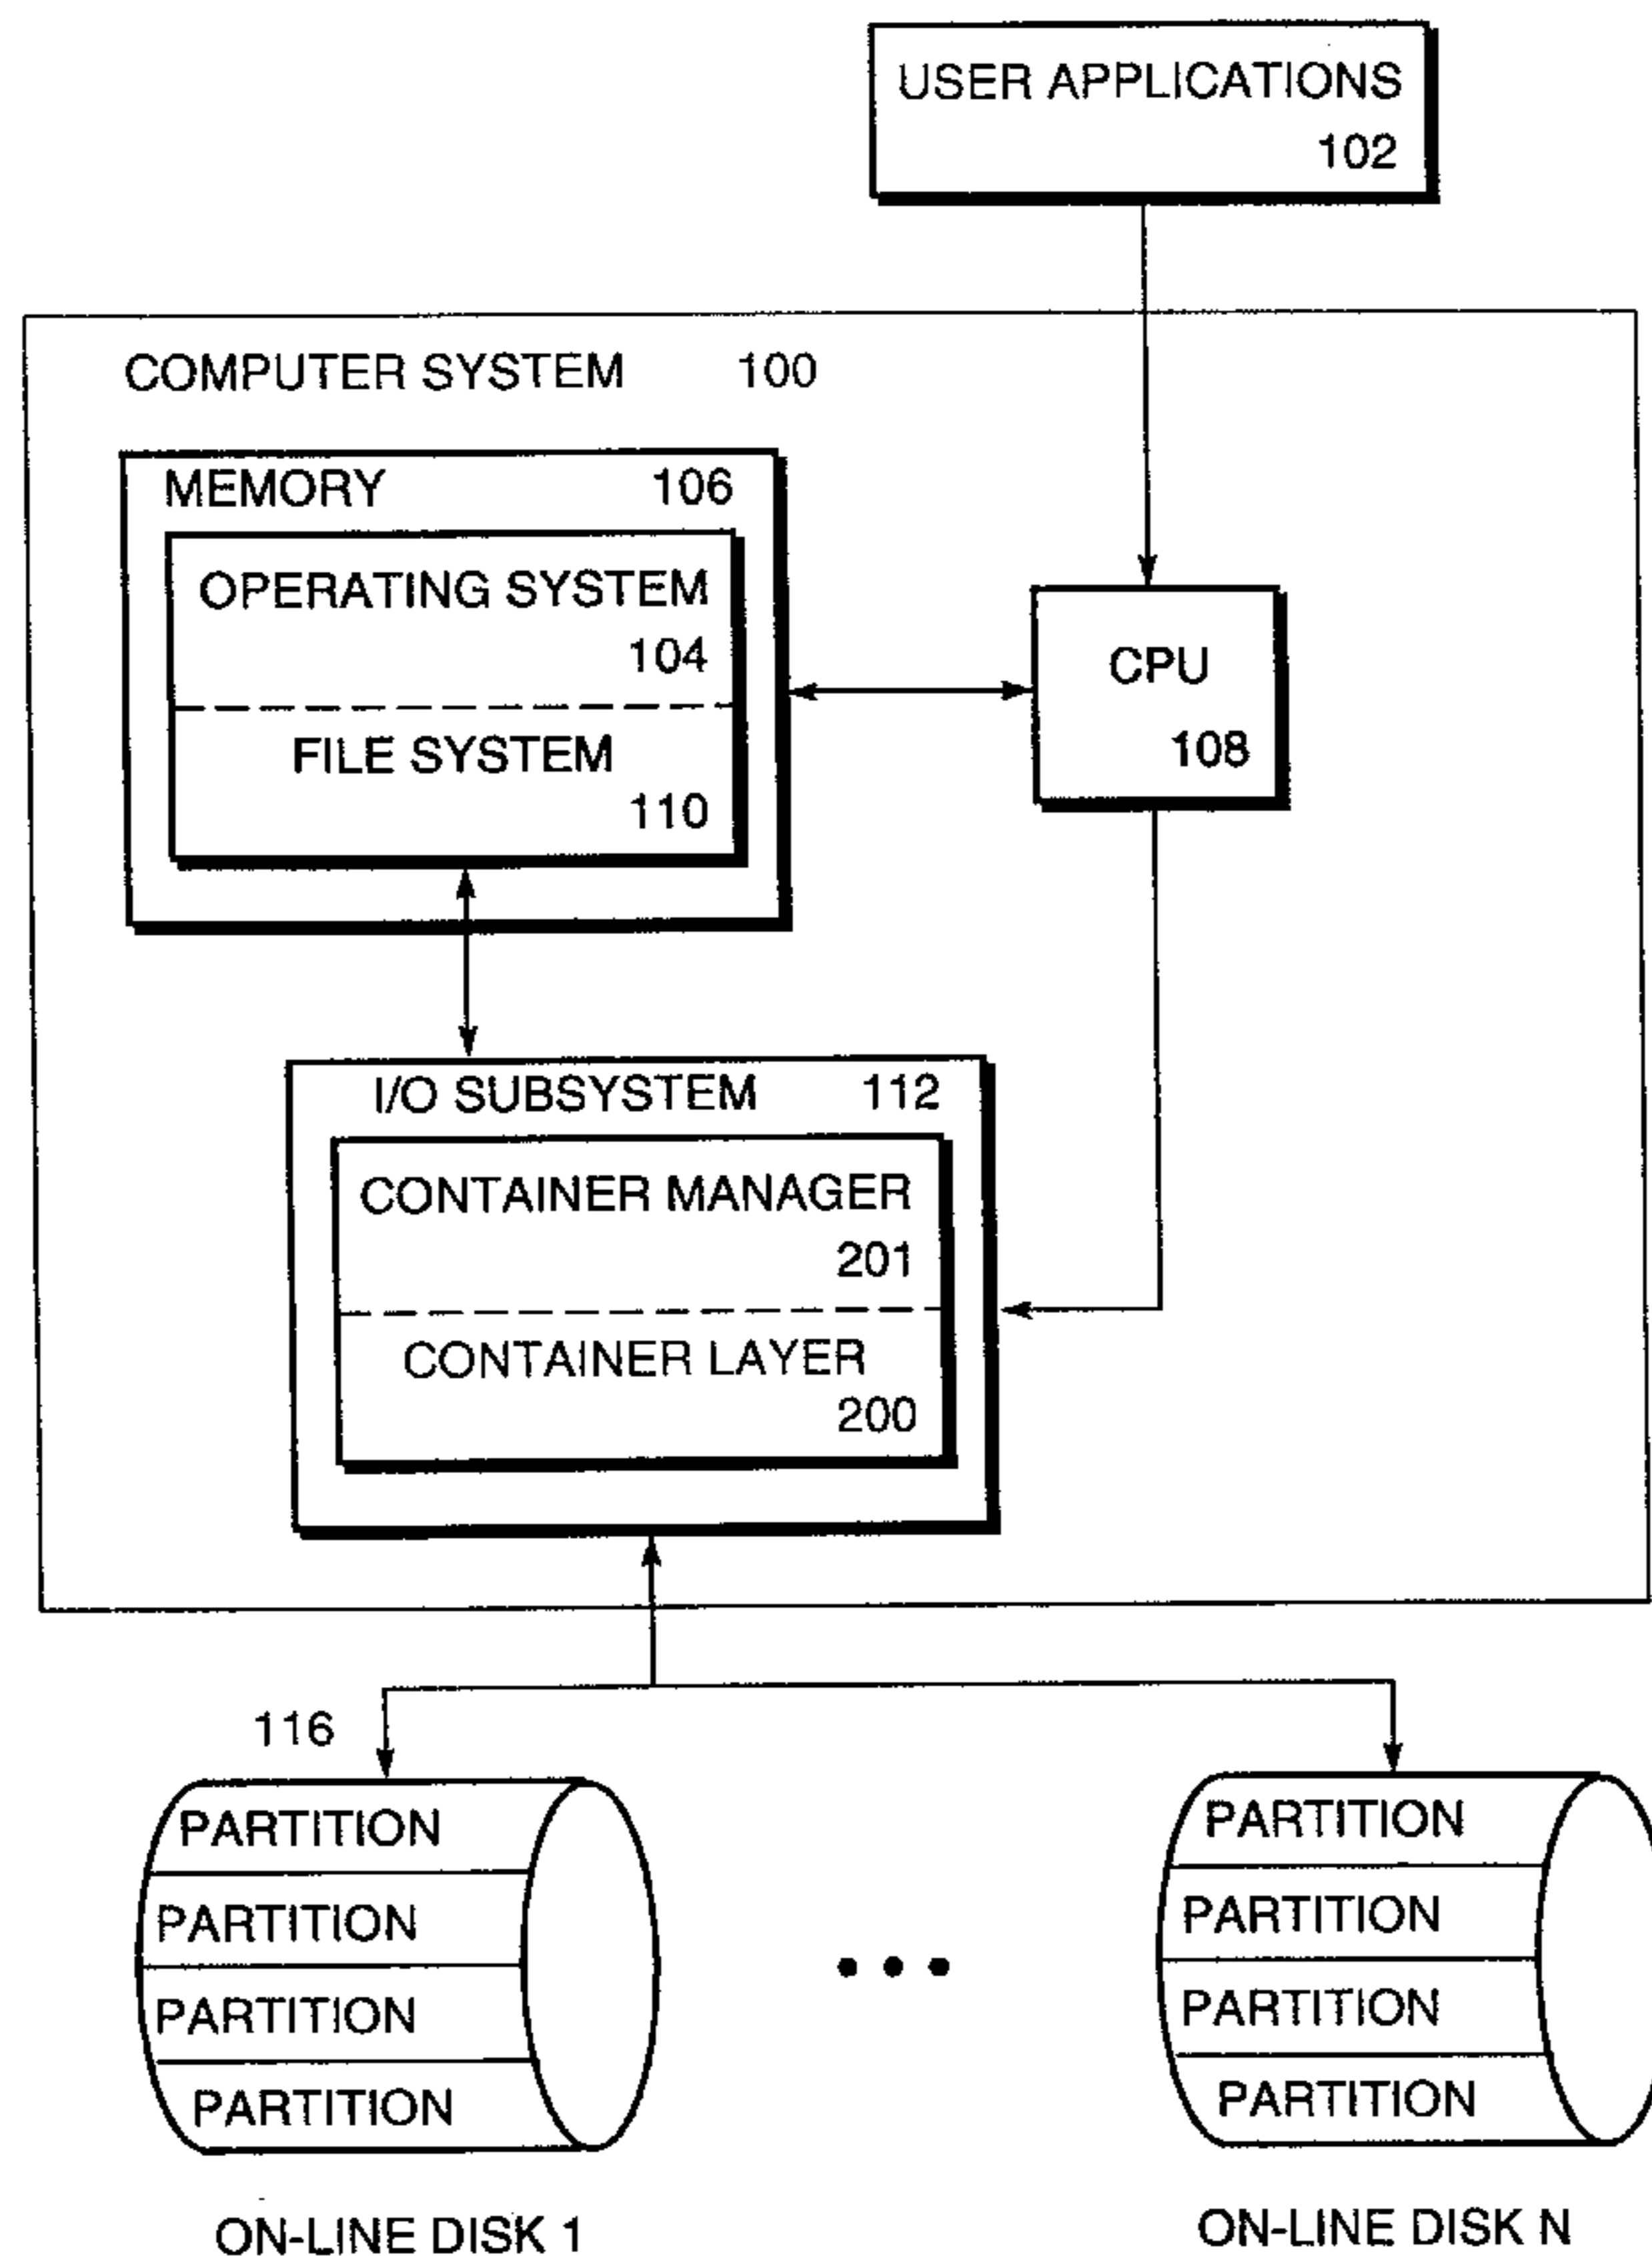 USER APPLICATIONS
102
COMPUTER SYSTEM 100
MEMORY 106
OPERATING SYSTEM
104
FILE SYSTEM
110
CPU
108
I/O SUBSYSTEM 112
CONTAINER MANAGER
201
CONTAINER LAYER
200
116
PARTITION
PARTITION
PARTITION
PARTITION
ON-LINE DISK 1
PARTITION
PARTITION
PARTITION
PARTITION
ON-LINE DISK N